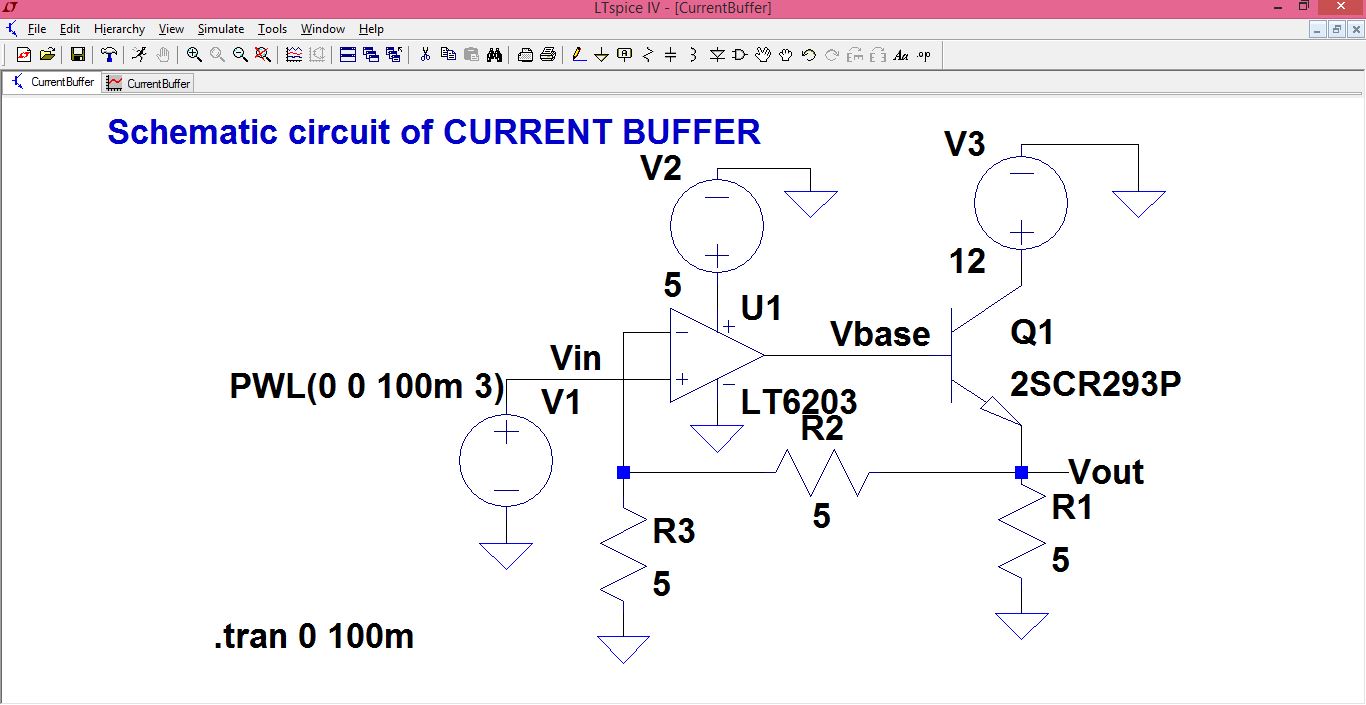 LTspice IV - [CurrentBuffer]
File Edit Hierarchy View Simulate Tools Window Help
Aa .op
CurrentBuffer CurrentBuffer
Schematic circuit of CURRENT BUFFER
V2
V3
5
12
U1
Vbase
Q1
Vin
PWL(0 0 100m 3)
V1
2SCR293P
LT6203
R2
Vout
R1
5
R3
5
5
.tran 0 100m